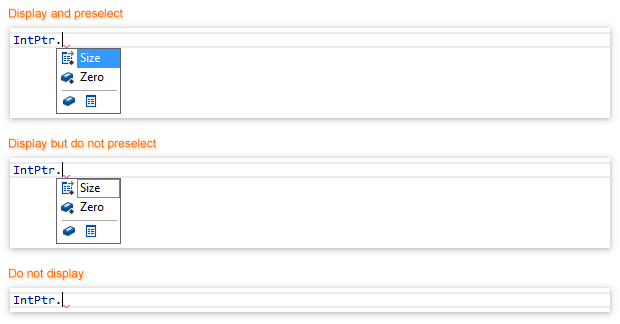 Display and preselect
IntPtr.
Size
Zero
Display but do not preselect
IntPtr.
Size
Zero
Do not display
IntPtr.